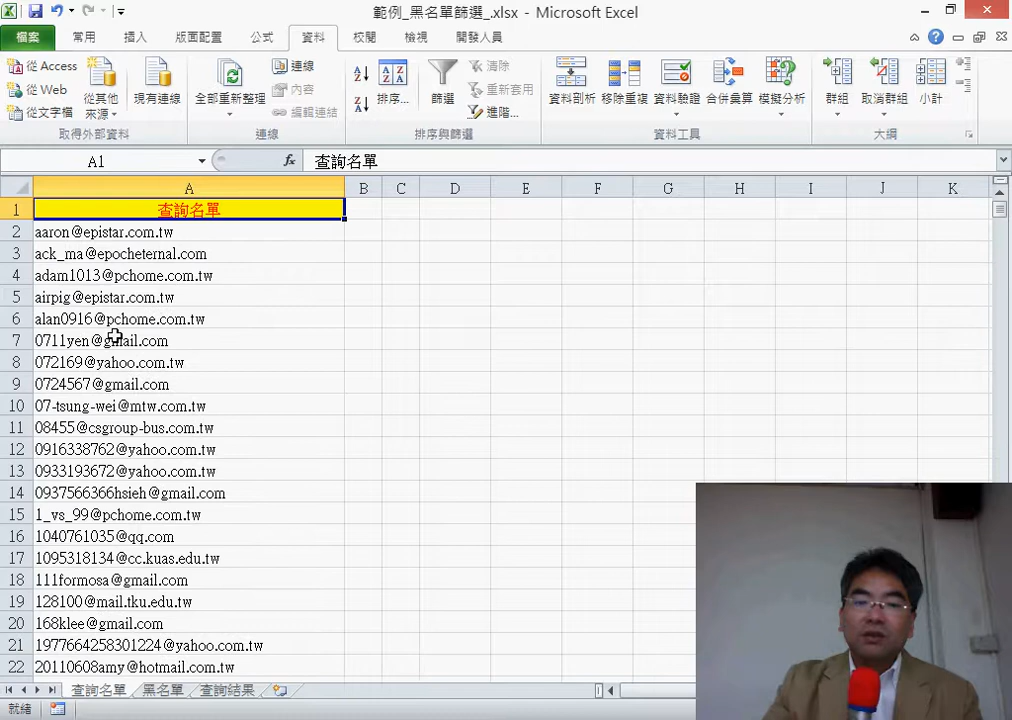 範例_黑名單篩選_.xlsx - Microsoft Excel
檔案 常用 插入 版面配置 公式 資料 校閱 檢視 開發人員
從 Access
從 Web
從文字檔
從其他來源
現有連線
全部重新整理
連線
內容
編輯連結
排序...
篩選
清除
重新套用
進階...
資料剖析
移除重複
資料驗證
合併彙算
模擬分析
群組
取消群組
小計
取得外部資料 連線 排序與篩選 資料工具 大綱
A1 fx 查詢名單
A B C D E F G H I J K
1 查詢名單
2 aaron@epistar.com.tw
3 ack_ma@epocheternal.com
4 adam1013@pchome.com.tw
5 airpig@epistar.com.tw
6 alan0916@pchome.com.tw
7 0711yen@gmail.com
8 072169@yahoo.com.tw
9 0724567@gmail.com
10 07-tsung-wei@mtw.com.tw
11 08455@csgroup-bus.com.tw
12 0916338762@yahoo.com.tw
13 0933193672@yahoo.com.tw
14 0937566366hsieh@gmail.com
15 1_vs_99@pchome.com.tw
16 1040761035@qq.com
17 1095318134@cc.kuas.edu.tw
18 111formosa@gmail.com
19 128100@mail.tku.edu.tw
20 168klee@gmail.com
21 1977664258301224@yahoo.com.tw
22 20110608amy@hotmail.com.tw
查詢名單 黑名單 查詢結果
就緒